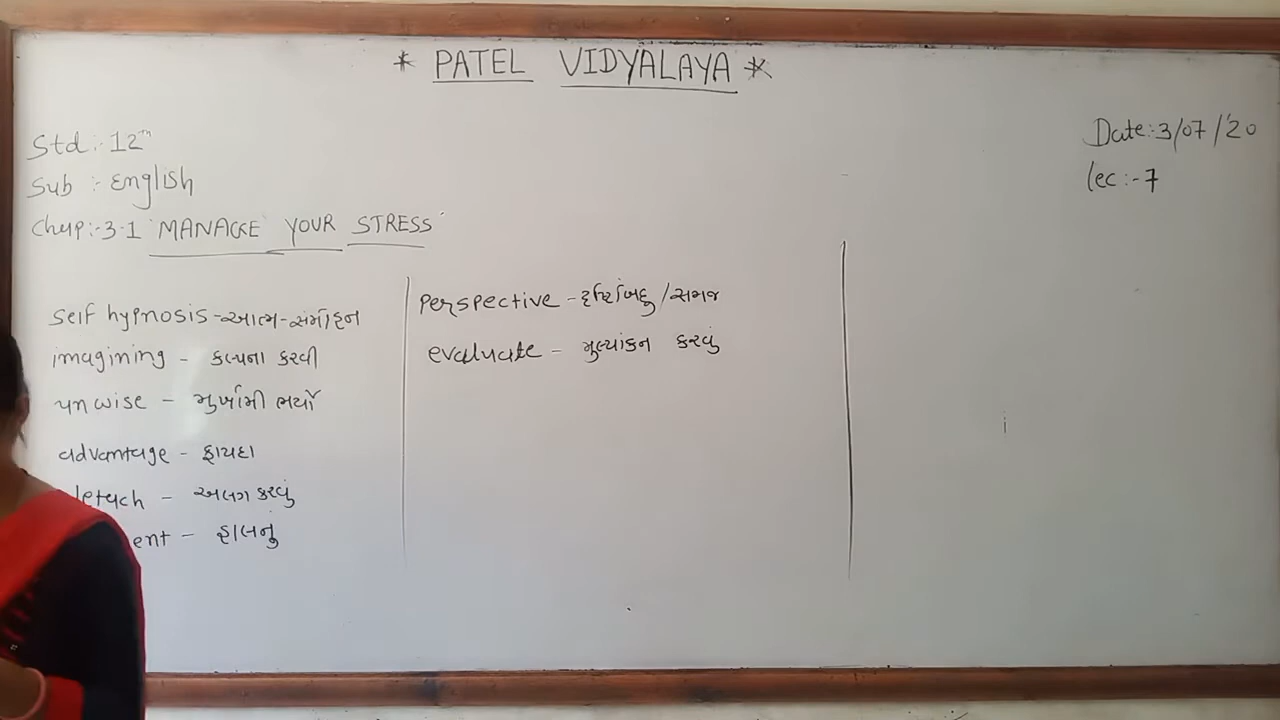 * PATEL VIDYALAYA *
Date:-3/07/'20
Lec:-7
Std:-12th
Sub :- English
Chap:-3.1 "MANAGE YOUR STRESS"
self hypnosis-આત્મ-સંમોહન
imagining - કલ્પના કરવી
unwise - મુર્ખામી ભર્યો
advantage - ફાયદા
detach - અલગ કરવું
ent - હાલનું
perspective - દ્રષ્ટિબિંદુ/સમજ
evaluate - મુલ્યાંકન કરવું